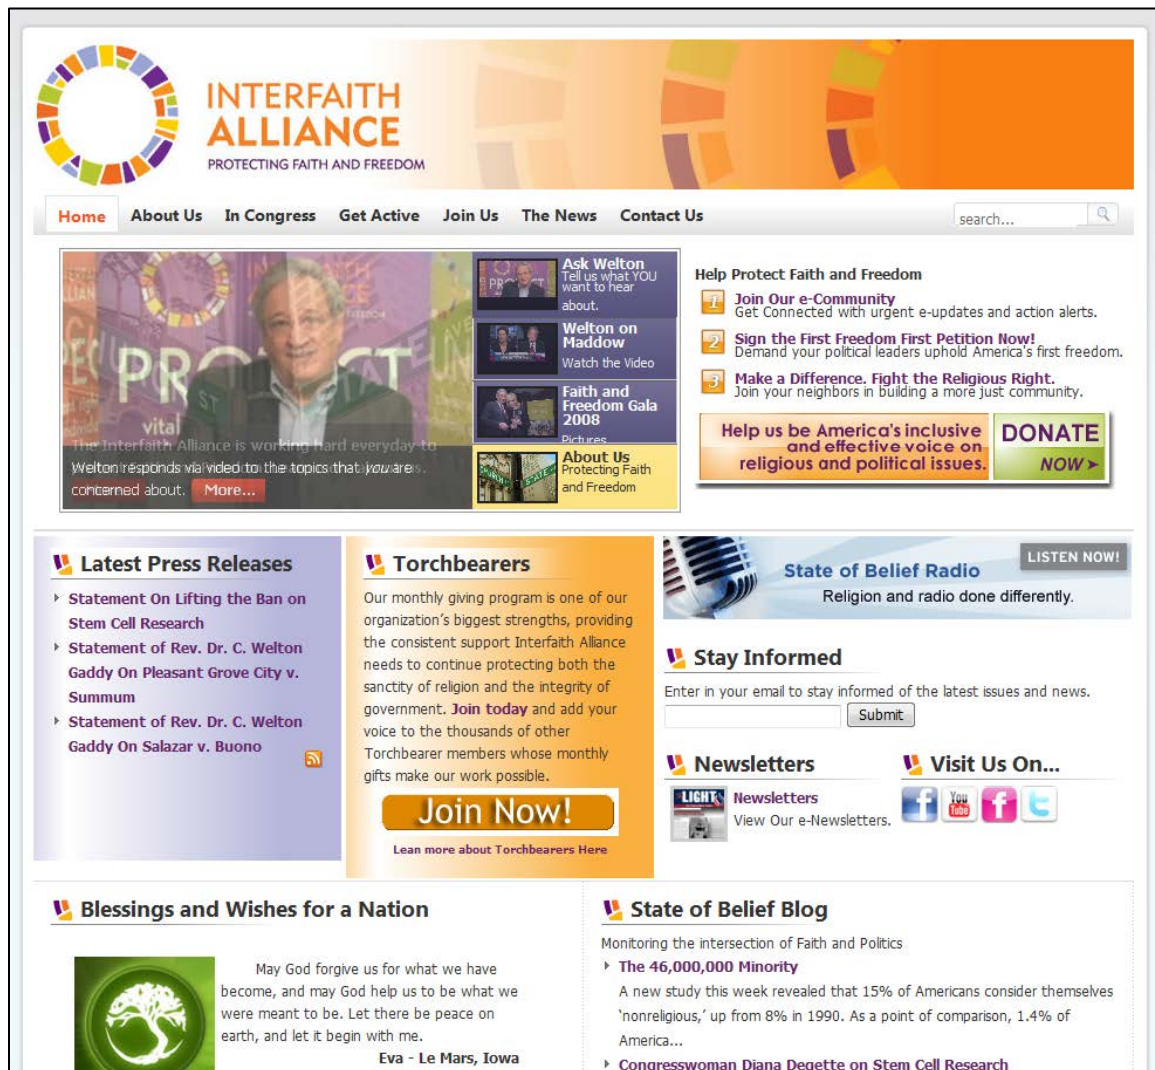 INTERFAITH
ALLIANCE
PROTECTING FAITH AND FREEDOM
Home About Us In Congress Get Active Join Us The News Contact Us
search...
PROTECT
vital
The Interfaith Alliance is working hard everyday to
Welton responds via video to the topics that you are
concerned about. More...
Ask Welton
Tell us what YOU
want to hear
about.
Welton on
Maddow
Watch the Video
Faith and
Freedom Gala
2008
Pictures
About Us
Protecting Faith
and Freedom
Help Protect Faith and Freedom
1 Join Our e-Community
Get Connected with urgent e-updates and action alerts.
2 Sign the First Freedom First Petition Now!
Demand your political leaders uphold America's first freedom.
3 Make a Difference. Fight the Religious Right.
Join your neighbors in building a more just community.
Help us be America's inclusive
and effective voice on
religious and political issues.
DONATE
NOW >
Latest Press Releases
Statement On Lifting the Ban on
Stem Cell Research
Statement of Rev. Dr. C. Welton
Gaddy On Pleasant Grove City v.
Summum
Statement of Rev. Dr. C. Welton
Gaddy On Salazar v. Buono
Torchbearers
Our monthly giving program is one of our
organization's biggest strengths, providing
the consistent support Interfaith Alliance
needs to continue protecting both the
sanctity of religion and the integrity of
government. Join today and add your
voice to the thousands of other
Torchbearer members whose monthly
gifts make our work possible.
Join Now!
Lean more about Torchbearers Here
LISTEN NOW!
State of Belief Radio
Religion and radio done differently.
Stay Informed
Enter in your email to stay informed of the latest issues and news.
Submit
Newsletters
LIGHT
Newsletters
View Our e-Newsletters.
Visit Us On...
f You Tube f t
Blessings and Wishes for a Nation
May God forgive us for what we have
become, and may God help us to be what we
were meant to be. Let there be peace on
earth, and let it begin with me.
Eva - Le Mars, Iowa
State of Belief Blog
Monitoring the intersection of Faith and Politics
The 46,000,000 Minority
A new study this week revealed that 15% of Americans consider themselves
'nonreligious,' up from 8% in 1990. As a point of comparison, 1.4% of
America...
Congresswoman Diana Degette on Stem Cell Research